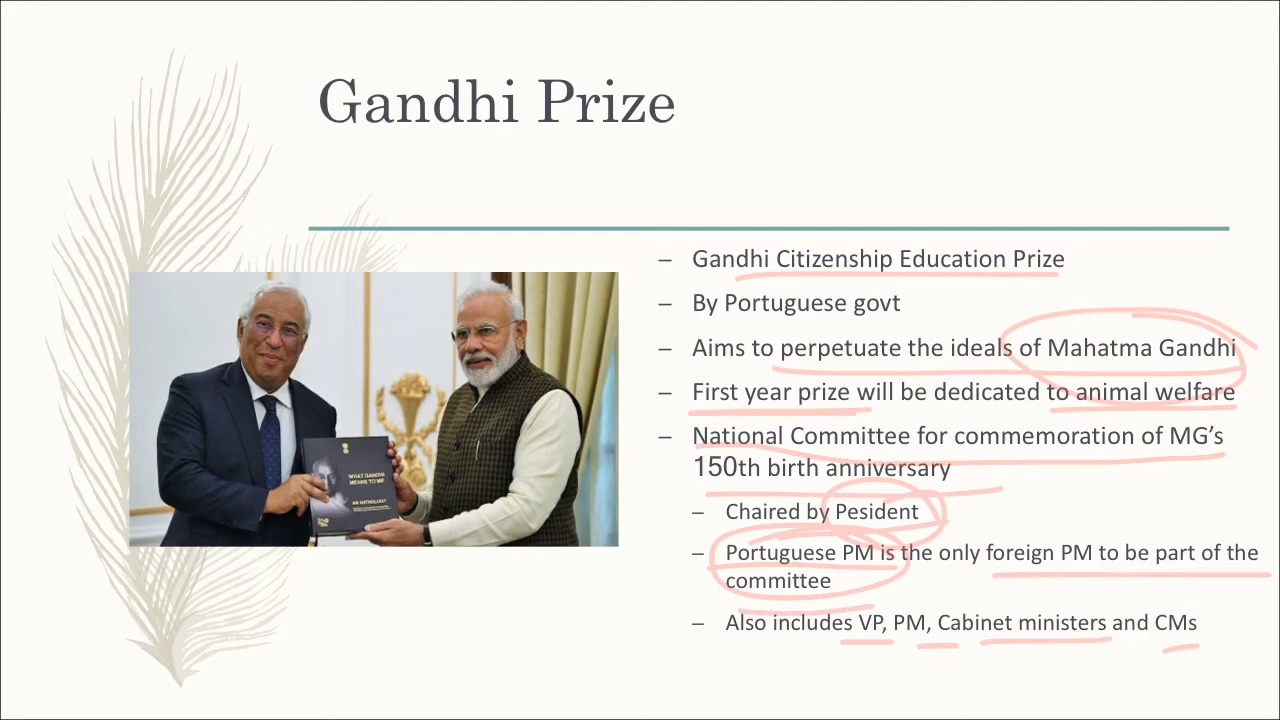 Gandhi Prize
– Gandhi Citizenship Education Prize
– By Portuguese govt
– Aims to perpetuate the ideals of Mahatma Gandhi
– First year prize will be dedicated to animal welfare
– National Committee for commemoration of MG's
150th birth anniversary
– Chaired by Pesident
– Portuguese PM is the only foreign PM to be part of the
committee
– Also includes VP, PM, Cabinet ministers and CMs
WHAT GANDHI
MEANS TO ME
AN ANTHOLOGY